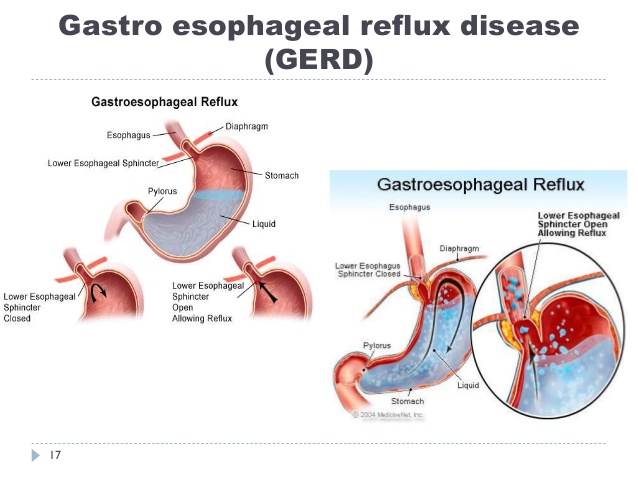 Gastro esophageal reflux disease
(GERD)
Gastroesophageal Reflux
Esophagus
Diaphragm
Lower Esophageal Sphincter
Stomach
Pylorus
Liquid
Lower Esophageal
Sphincter
Closed
Lower Esophageal
Sphincter
Open
Allowing Reflux
Gastroesophageal Reflux
Esophagus
Lower Esophageal
Sphincter Open
Allowing Reflux
Diaphragm
Lower Esophagus
Sphincter Closed
Pylorus
Liquid
Stomach
© 2004 MedicineNet, Inc.
17